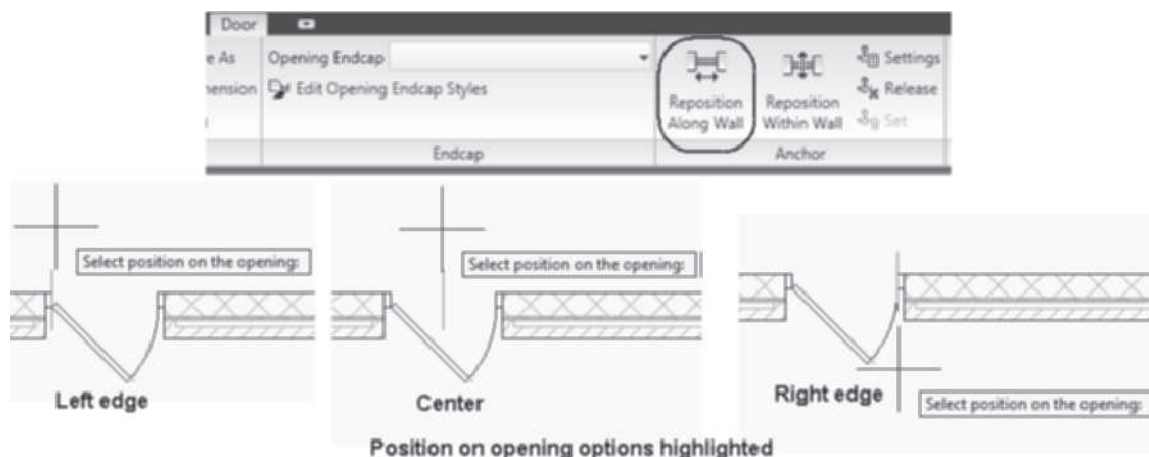 Door
e As
Opening Endcap
ension
Edit Opening Endcap Styles
Reposition
Along Wall
Reposition
Within Wall
Settings
Release
Set
Endcap
Anchor
Select position on the opening:
Left edge
Select position on the opening:
Center
Right edge
Select position on the opening:
Position on opening options highlighted